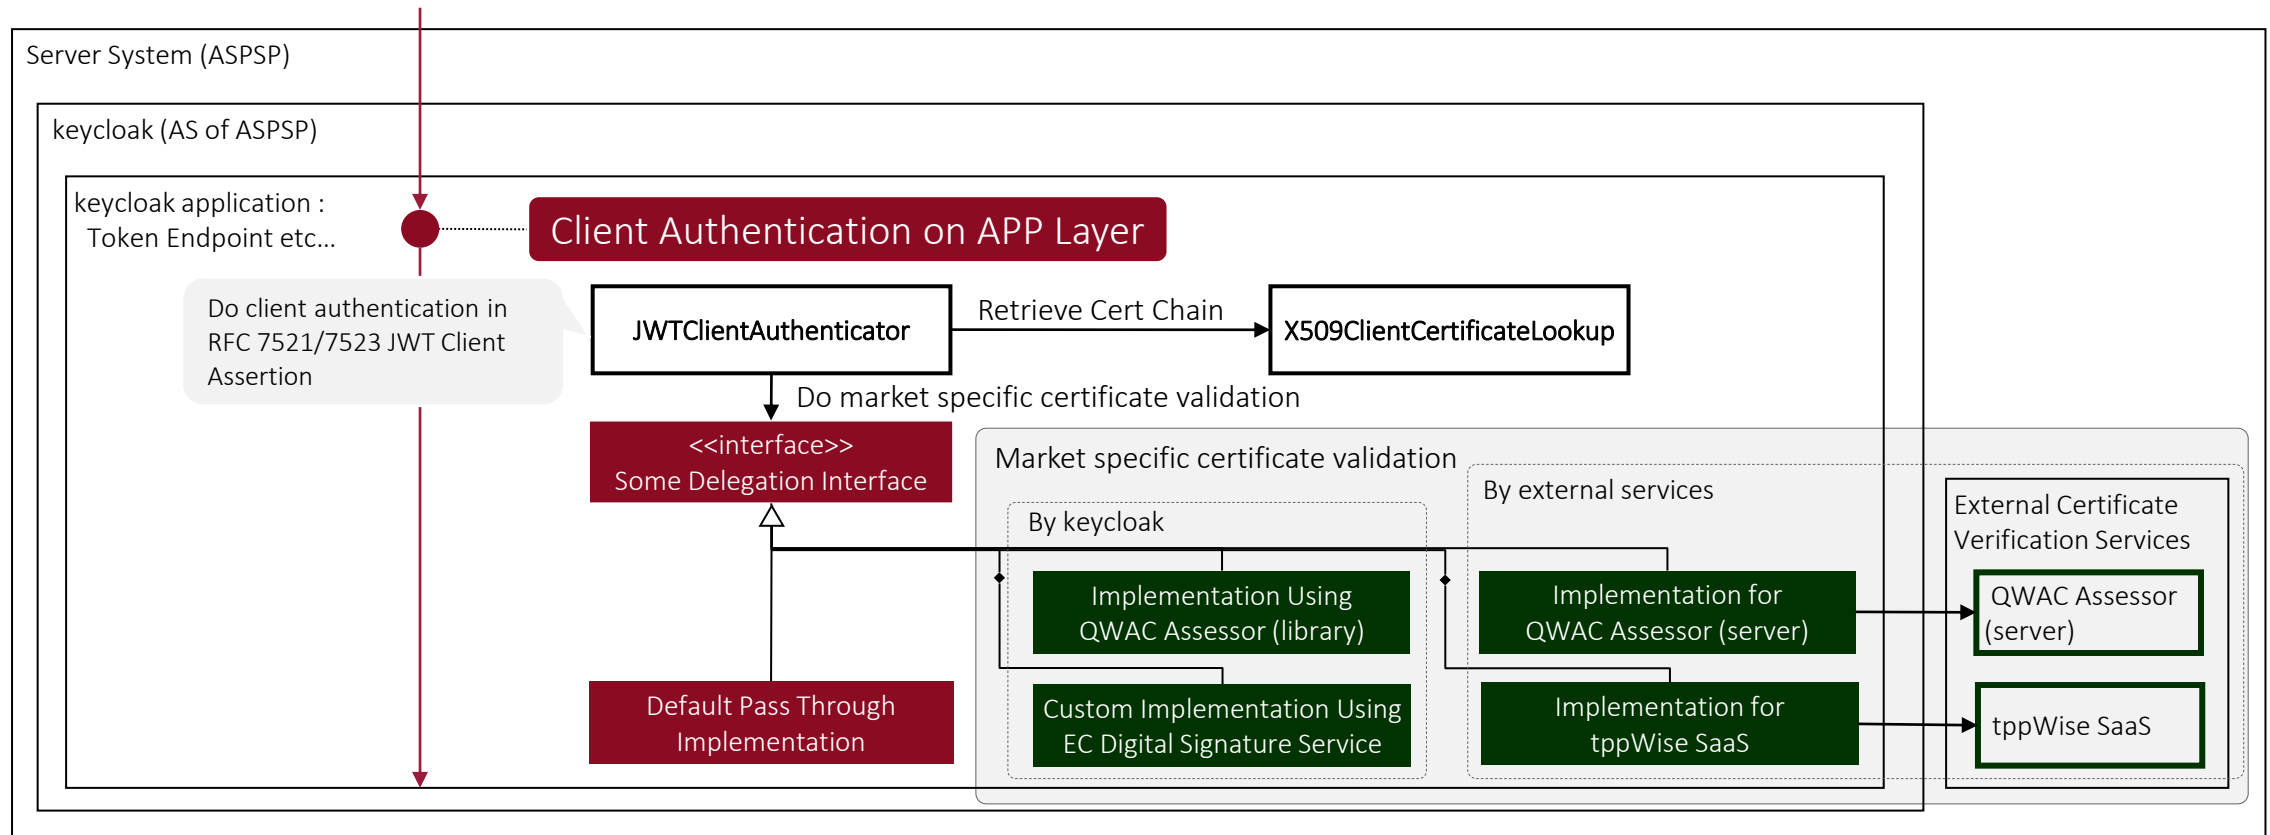 Server System (ASPSP)
keycloak (AS of ASPSP)
keycloak application :
Token Endpoint etc...
Client Authentication on APP Layer
Do client authentication in
RFC 7521/7523 JWT Client
Assertion
JWTClientAuthenticator
Retrieve Cert Chain
X509ClientCertificateLookup
Do market specific certificate validation
<<interface>>
Some Delegation Interface
Market specific certificate validation
By keycloak
By external services
External Certificate
Verification Services
Implementation Using
QWAC Assessor (library)
Implementation for
QWAC Assessor (server)
QWAC Assessor
(server)
Default Pass Through
Implementation
Custom Implementation Using
EC Digital Signature Service
Implementation for
tppWise SaaS
tppWise SaaS